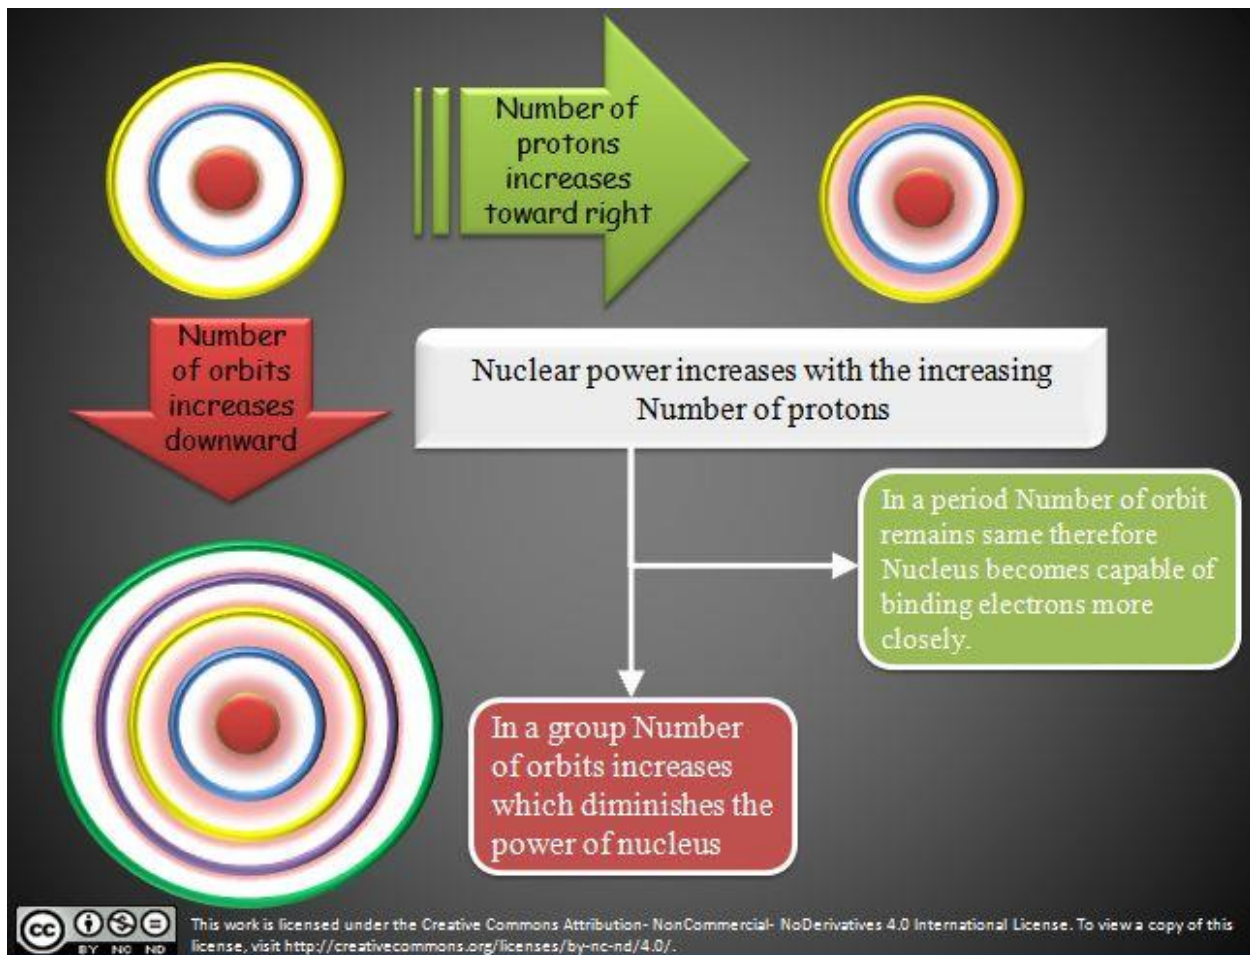 Number of
protons
increases
toward right
Number
of orbits
increases
downward
Nuclear power increases with the increasing
Number of protons
In a period Number of orbit
remains same therefore
Nucleus becomes capable of
binding electrons more
closely.
In a group Number
of orbits increases
which diminishes the
power of nucleus
cc
BY NC ND
This work is licensed under the Creative Commons Attribution- NonCommercial- NoDerivatives 4.0 International License. To view a copy of this
license, visit http://creativecommons.org/licenses/by-nc-nd/4.0/.